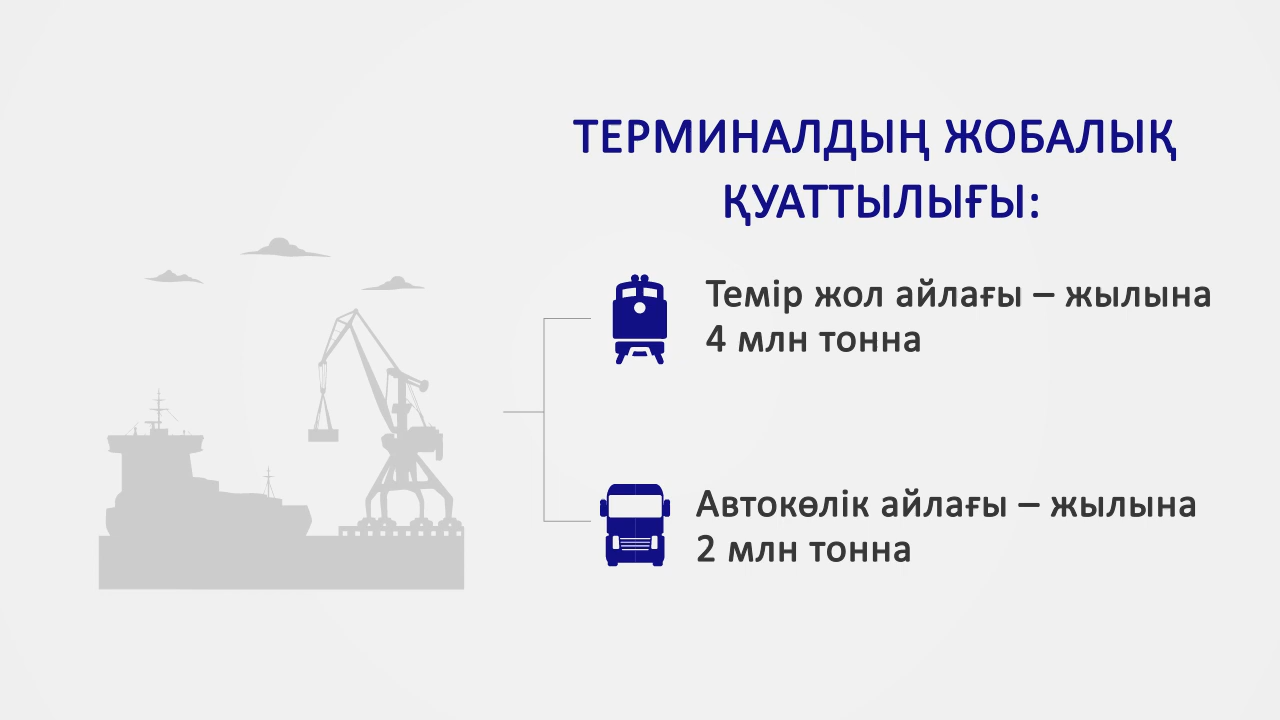 ТЕРМИНАЛДЫҢ ЖОБАЛЫҚ
ҚУАТТЫЛЫҒЫ:
Темір жол айлағы – жылына
4 млн тонна
Автокөлік айлағы – жылына
2 млн тонна